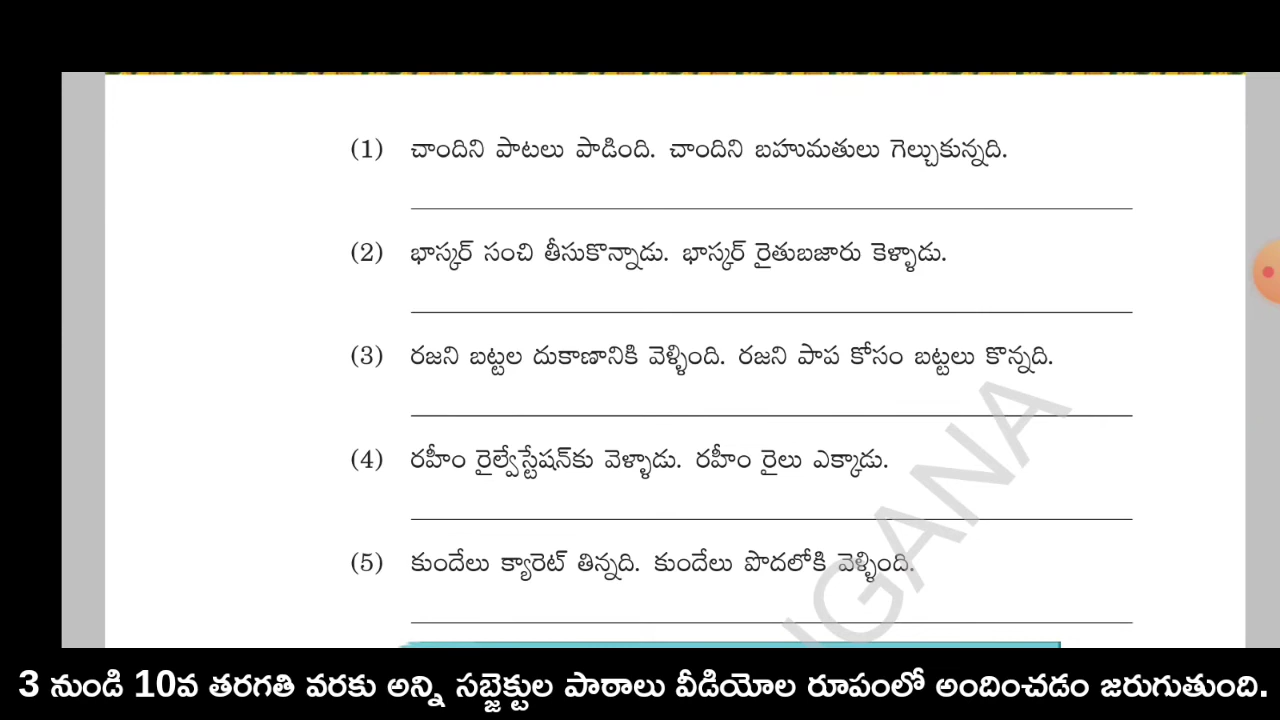 (1) చాందిని పాటలు పాడింది. చాందిని బహుమతులు గెల్చుకున్నది.
(2) భాస్కర్ సంచి తీసుకొన్నాడు. భాస్కర్ రైతుబజారు కెళ్ళాడు.
(3) రజని బట్టల దుకాణానికి వెళ్ళింది. రజని పాప కోసం బట్టలు కొన్నది.
(4) రహీం రైల్వేస్టేషన్‌కు వెళ్ళాడు. రహీం రైలు ఎక్కాడు.
(5) కుందేలు క్యారెట్ తిన్నది. కుందేలు పొదలోకి వెళ్ళింది.
3 నుండి 10వ తరగతి వరకు అన్ని సబ్జెక్టుల పాఠాలు వీడియోల రూపంలో అందించడం జరుగుతుంది.